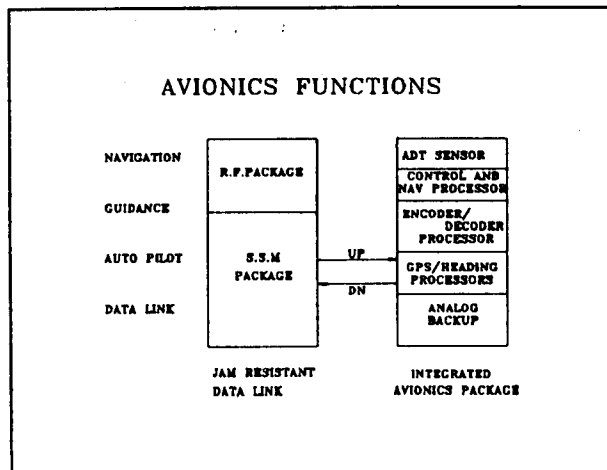 AVIONICS FUNCTIONS
NAVIGATION
GUIDANCE
AUTO PILOT
DATA LINK
R.F.PACKAGE
S.S.M
PACKAGE
JAM RESISTANT
DATA LINK
UP
DN
ADT SENSOR
CONTROL AND
NAV PROCESSOR
ENCODER/
DECODER
PROCESSOR
GPS/HEADING
PROCESSORS
ANALOG
BACKUP
INTEGRATED
AVIONICS PACKAGE